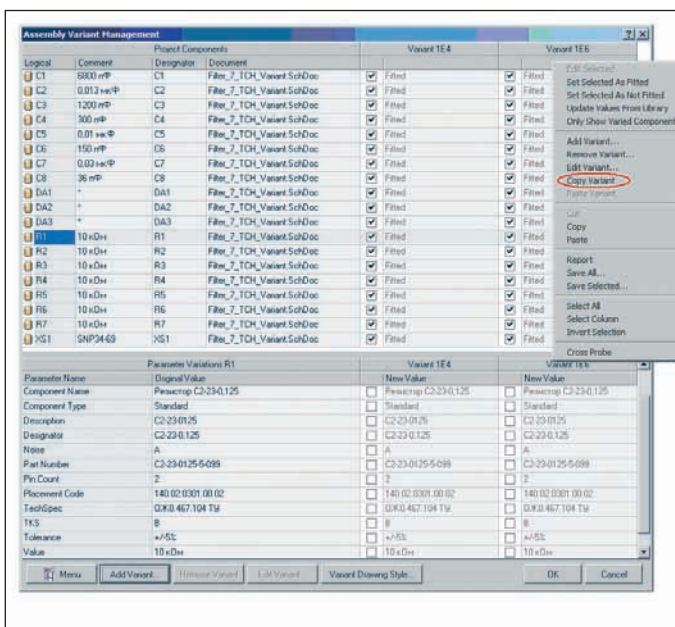 Assembly Variant Management
Project Components Variant 1E4 Variant 1E6
Logical Comment Designator Document
C1 6800 пФ C1 Filter_7_TCH_Variant.SchDoc Fitted Fitted
C2 0.013 мкФ C2 Filter_7_TCH_Variant.SchDoc Fitted Fitted
C3 1200 пФ C3 Filter_7_TCH_Variant.SchDoc Fitted Fitted
C4 300 пФ C4 Filter_7_TCH_Variant.SchDoc Fitted Fitted
C5 0.01 мкФ C5 Filter_7_TCH_Variant.SchDoc Fitted Fitted
C6 150 пФ C6 Filter_7_TCH_Variant.SchDoc Fitted Fitted
C7 0.03 мкФ C7 Filter_7_TCH_Variant.SchDoc Fitted Fitted
C8 36 пФ C8 Filter_7_TCH_Variant.SchDoc Fitted Fitted
DA1 * DA1 Filter_7_TCH_Variant.SchDoc Fitted Fitted
DA2 * DA2 Filter_7_TCH_Variant.SchDoc Fitted Fitted
DA3 * DA3 Filter_7_TCH_Variant.SchDoc Fitted Fitted
R1 10 кОм R1 Filter_7_TCH_Variant.SchDoc Fitted Fitted
R2 10 кОм R2 Filter_7_TCH_Variant.SchDoc Fitted Fitted
R3 10 кОм R3 Filter_7_TCH_Variant.SchDoc Fitted Fitted
R4 10 кОм R4 Filter_7_TCH_Variant.SchDoc Fitted Fitted
R5 10 кОм R5 Filter_7_TCH_Variant.SchDoc Fitted Fitted
R6 10 кОм R6 Filter_7_TCH_Variant.SchDoc Fitted Fitted
R7 10 кОм R7 Filter_7_TCH_Variant.SchDoc Fitted Fitted
XS1 SNP34-69 XS1 Filter_7_TCH_Variant.SchDoc Fitted Fitted
Edit Selected
Set Selected As Fitted
Set Selected As Not Fitted
Update Values From Library
Only Show Varied Component
Add Variant...
Remove Variant...
Edit Variant...
Copy Variant
Paste Variant
Cut
Copy
Paste
Report
Save All...
Save Selected...
Select All
Select Column
Invert Selection
Cross Probe
Parameter Variations R1 Variant 1E4 Variant 1E6
Parameter Name Original Value New Value New Value
Component Name Резистор С2-23-0,125 Резистор С2-23-0,125 Резистор С2-23-0,125
Component Type Standard Standard Standard
Description C2-23-0125 C2-23-0125 C2-23-0125
Designator C2-23-0,125 C2-23-0,125 C2-23-0,125
Noise A A A
Part Number C2-23-0125-5-099 C2-23-0125-5-099 C2-23-0125-5-099
Pin Count 2 2 2
Placement Code 140.02.0301.00.02 140.02.0301.00.02 140.02.0301.00.02
TechSpec ОЖ0.467.104 ТУ ОЖ0.467.104 ТУ ОЖ0.467.104 ТУ
TKS B B B
Tolerance +/-5% +/-5% +/-5%
Value 10 кОм 10 кОм 10 кОм
Menu Add Variant... Remove Variant Edit Variant Variant Drawing Style... OK Cancel